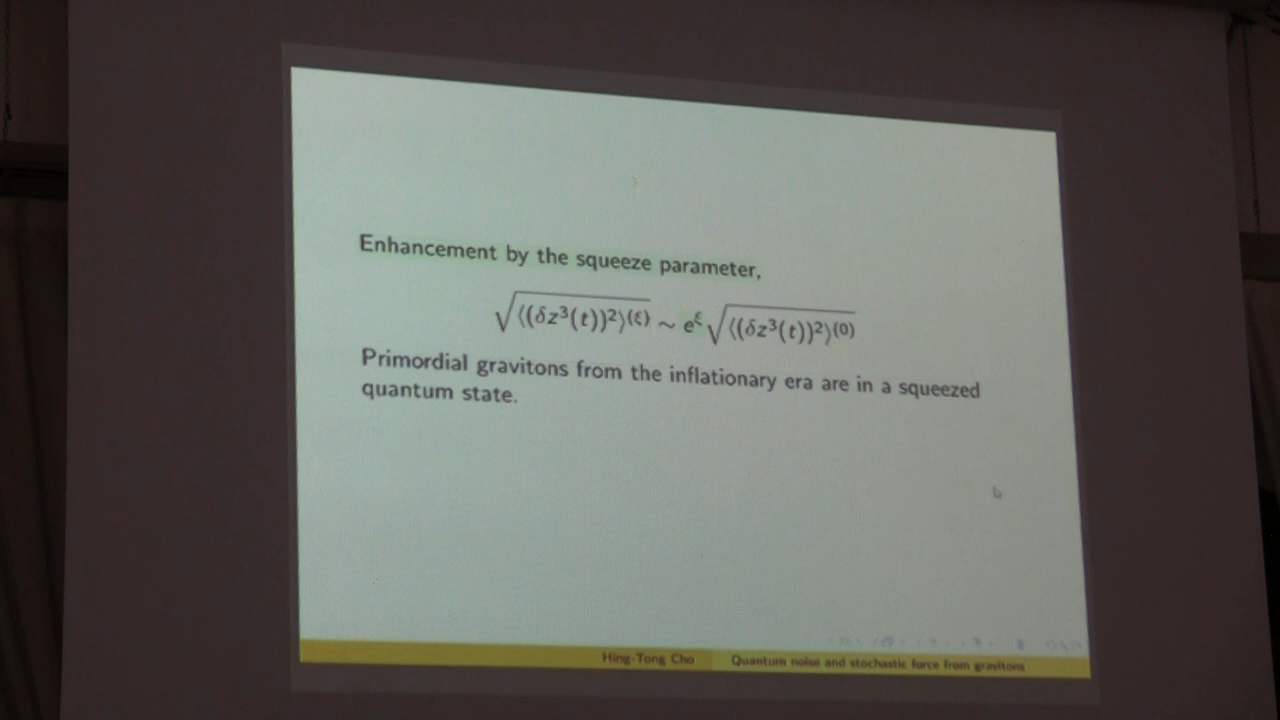 Enhancement by the squeeze parameter,
√⟨(δz³(t))²⟩⁽ξ⁾ ∼ e^ξ √⟨(δz³(t))²⟩⁽⁰⁾
Primordial gravitons from the inflationary era are in a squeezed
quantum state.
Hing-Tong Cho Quantum noise and stochastic force from gravitons